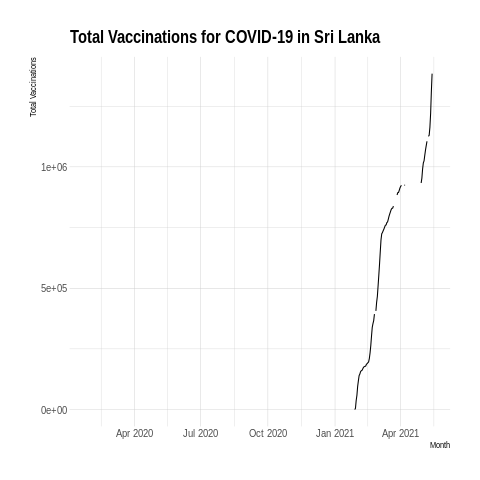 Total Vaccinations for COVID-19 in Sri Lanka
Total Vaccinations
1e+06
5e+05
0e+00
Apr 2020 Jul 2020 Oct 2020 Jan 2021 Apr 2021
Month